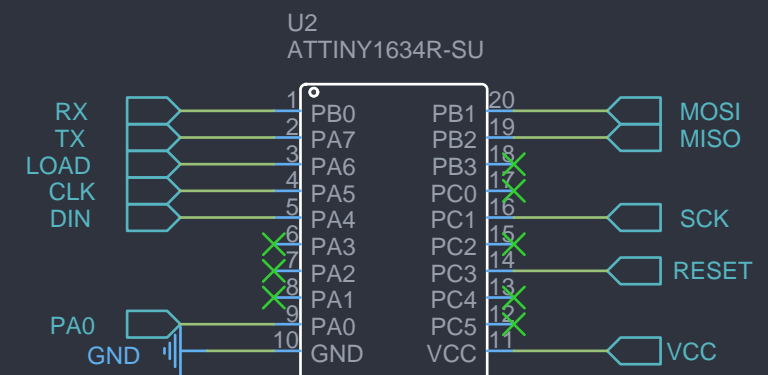 U2
ATTINY1634R-SU
RX 1 PB0 PB1 20 MOSI
TX 2 PA7 PB2 19 MISO
LOAD 3 PA6 PB3 18
CLK 4 PA5 PC0 17
DIN 5 PA4 PC1 16 SCK
6 PA3 PC2 15
7 PA2 PC3 14 RESET
8 PA1 PC4 13
PA0 9 PA0 PC5 12
GND 10 GND VCC 11 VCC